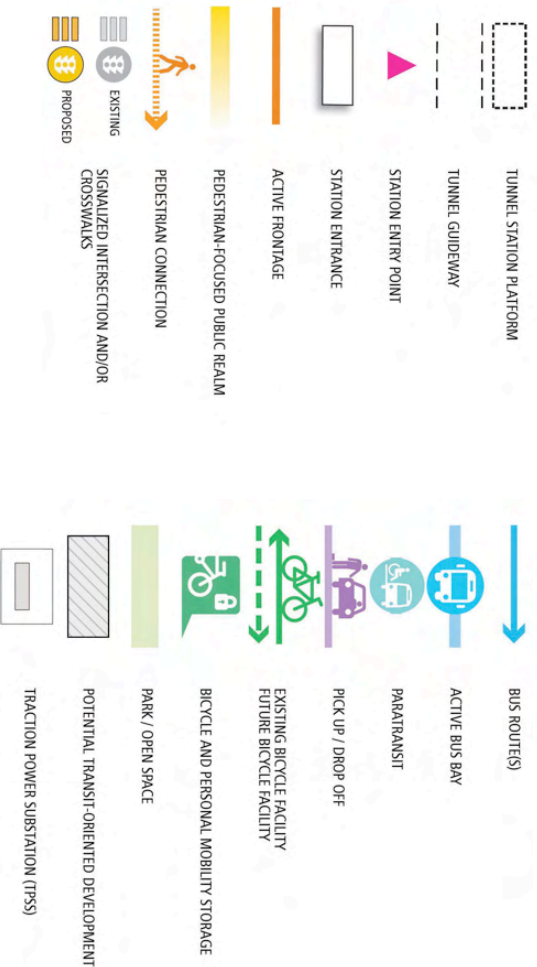 TUNNEL STATION PLATFORM
TUNNEL GUIDEWAY
STATION ENTRY POINT
STATION ENTRANCE
ACTIVE FRONTAGE
PEDESTRIAN-FOCUSED PUBLIC REALM
PEDESTRIAN CONNECTION
EXISTING
PROPOSED
SIGNALIZED INTERSECTION AND/OR
CROSSWALKS
BUS ROUTE(S)
ACTIVE BUS BAY
PARATRANSIT
PICK UP / DROP OFF
EXISTING BICYCLE FACILITY
FUTURE BICYCLE FACILITY
BICYCLE AND PERSONAL MOBILITY STORAGE
PARK / OPEN SPACE
POTENTIAL TRANSIT-ORIENTED DEVELOPMENT
TRACTION POWER SUBSTATION (TPSS)